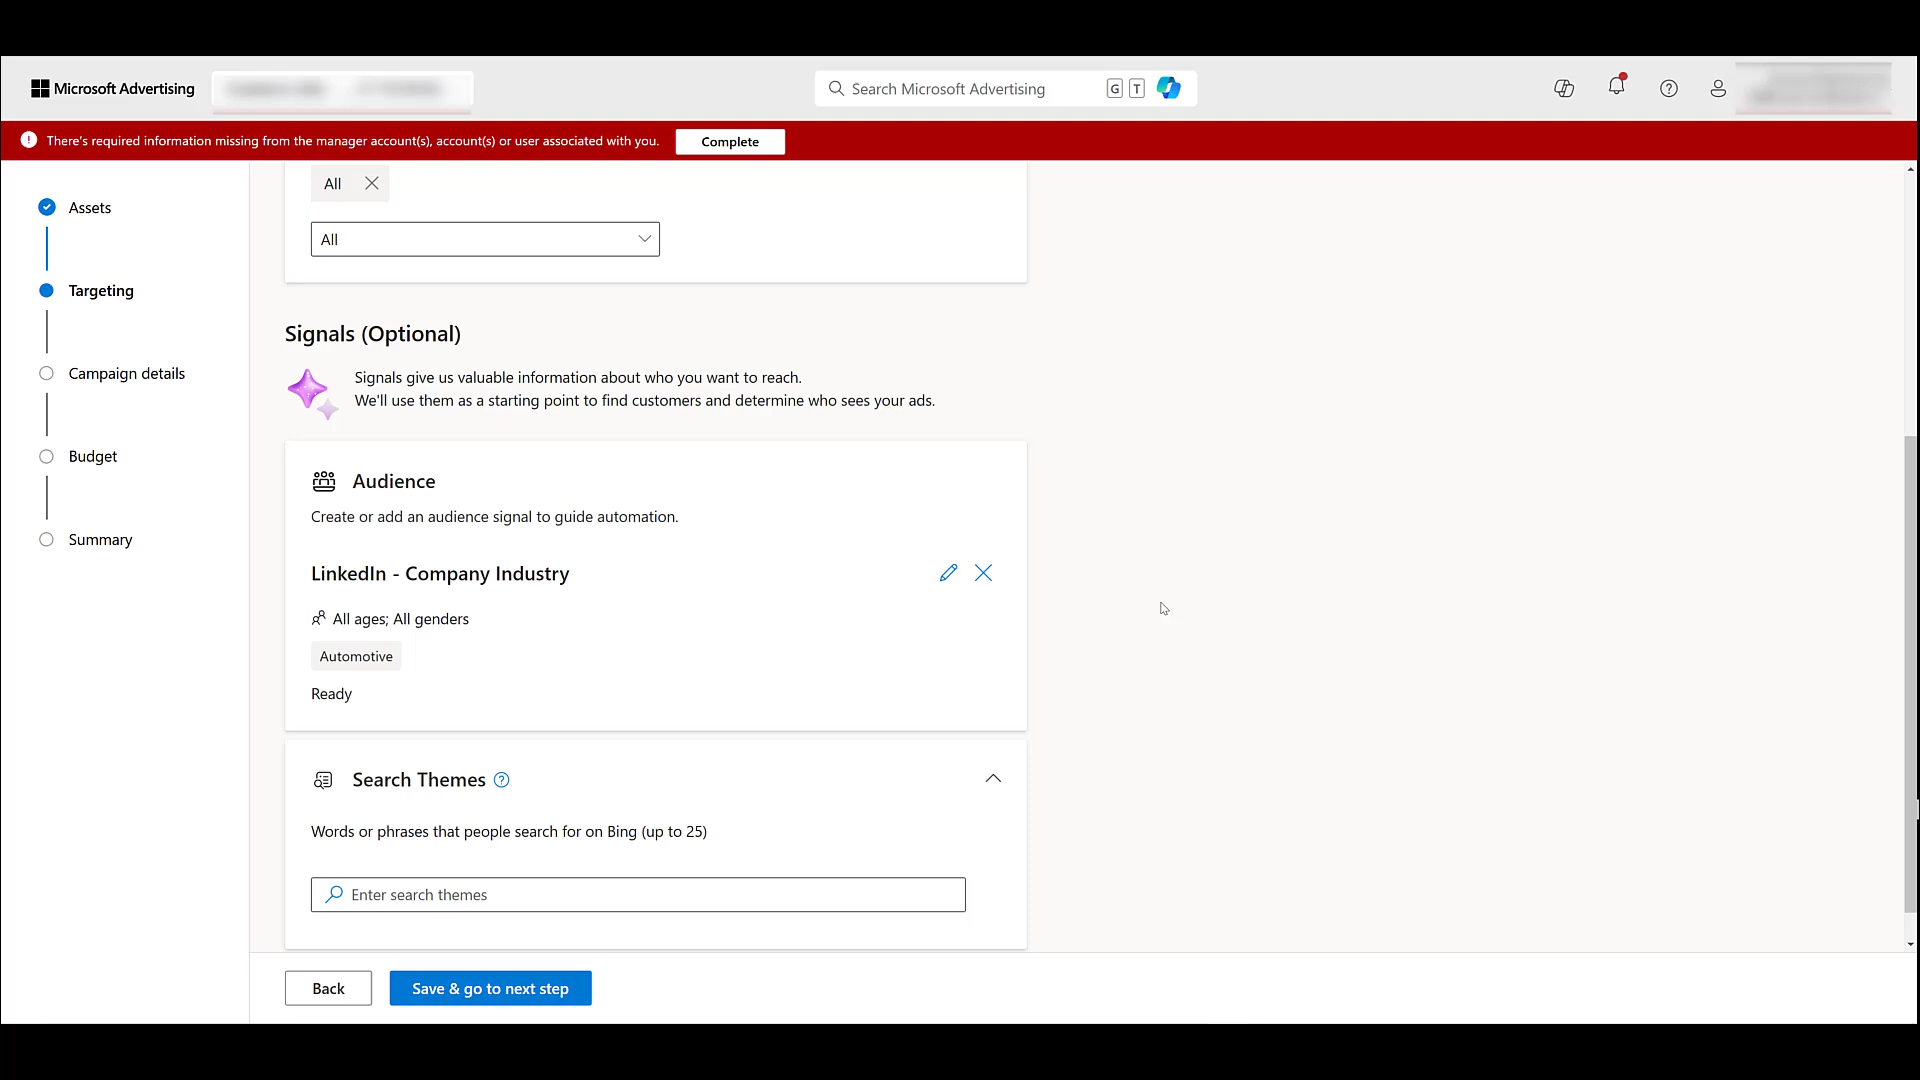 Microsoft Advertising
Search Microsoft Advertising
G T
There's required information missing from the manager account(s), account(s) or user associated with you.
Complete
Assets
Targeting
Campaign details
Budget
Summary
All
All
Signals (Optional)
Signals give us valuable information about who you want to reach.
We'll use them as a starting point to find customers and determine who sees your ads.
Audience
Create or add an audience signal to guide automation.
LinkedIn - Company Industry
All ages; All genders
Automotive
Ready
Search Themes
Words or phrases that people search for on Bing (up to 25)
Enter search themes
Back
Save & go to next step